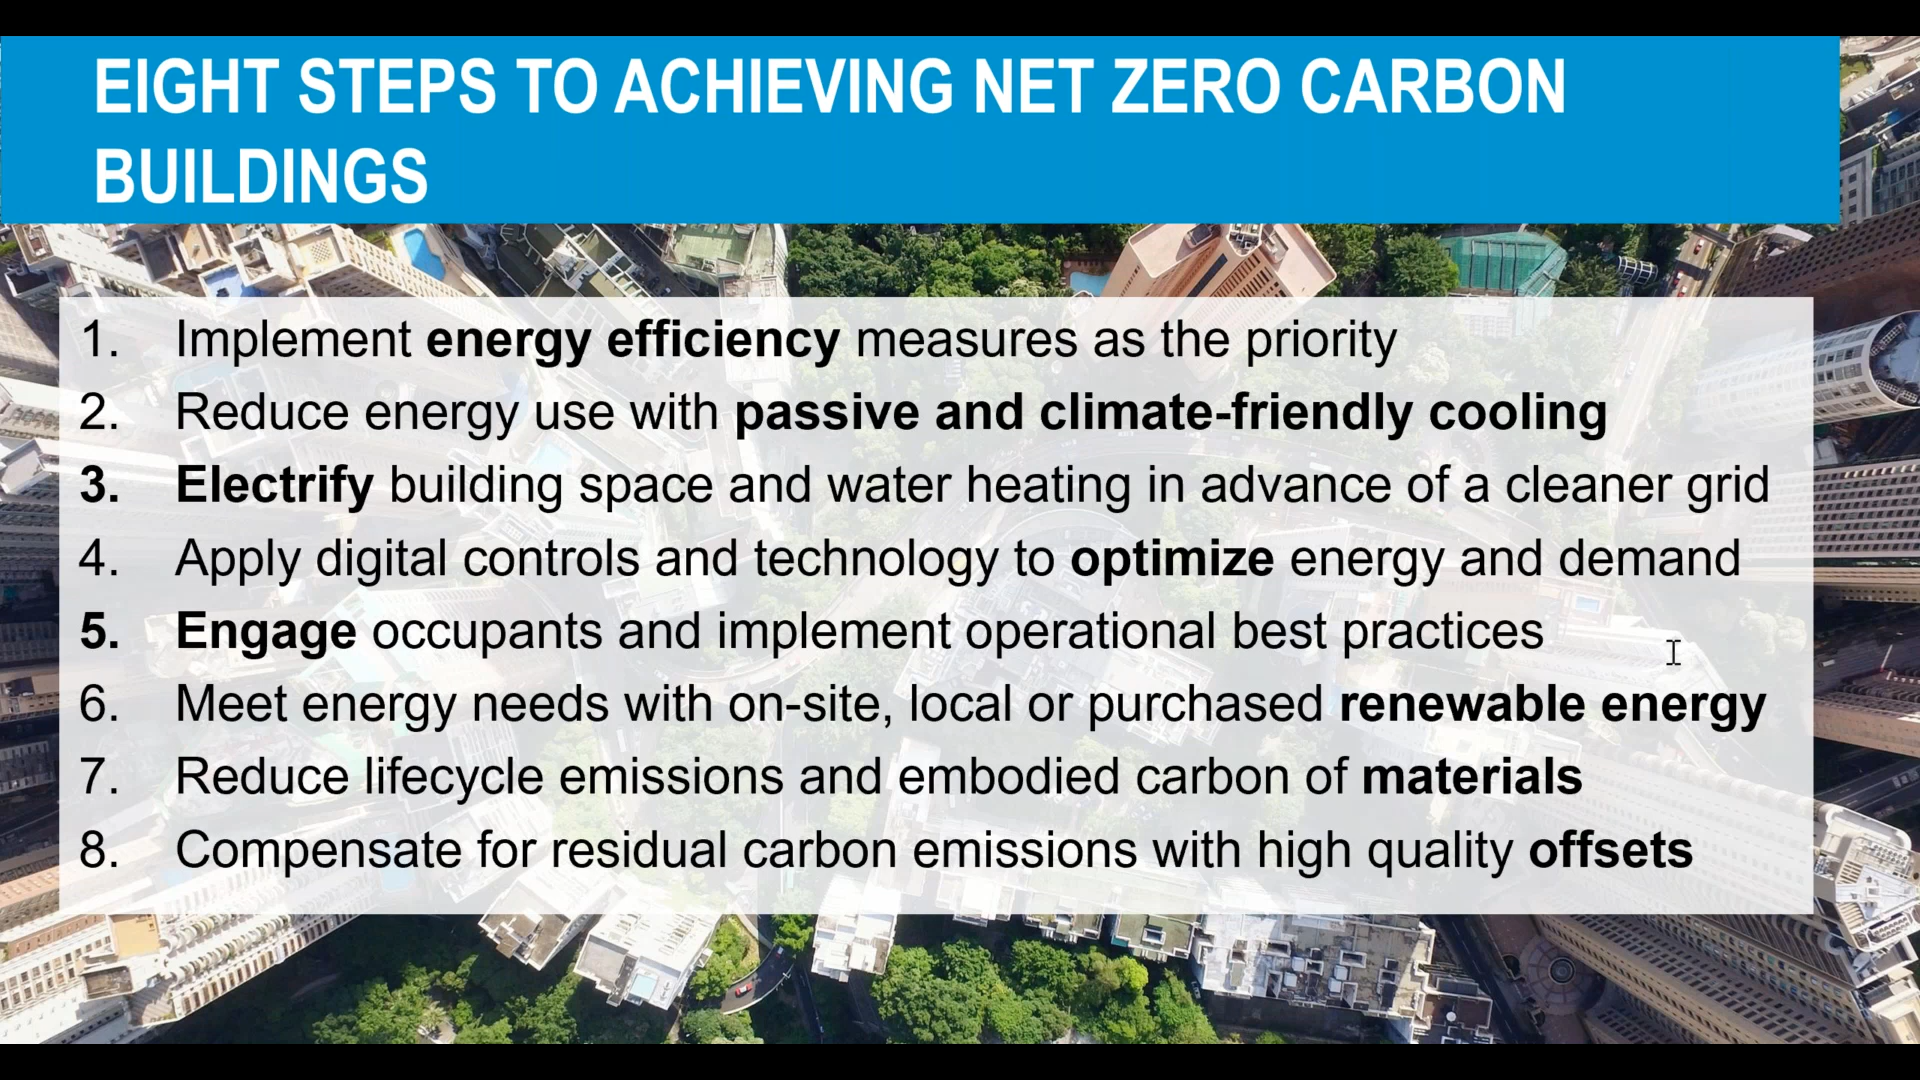 EIGHT STEPS TO ACHIEVING NET ZERO CARBON
BUILDINGS
1. Implement energy efficiency measures as the priority
2. Reduce energy use with passive and climate-friendly cooling
3. Electrify building space and water heating in advance of a cleaner grid
4. Apply digital controls and technology to optimize energy and demand
5. Engage occupants and implement operational best practices
6. Meet energy needs with on-site, local or purchased renewable energy
7. Reduce lifecycle emissions and embodied carbon of materials
8. Compensate for residual carbon emissions with high quality offsets